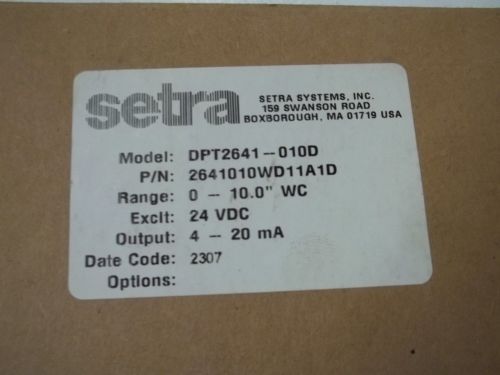 setra
SETRA SYSTEMS, INC.
159 SWANSON ROAD
BOXBOROUGH, MA 01719 USA
Model: DPT2641-010D
P/N: 2641010WD11A1D
Range: 0 - 10.0" WC
Excit: 24 VDC
Output: 4 - 20 mA
Date Code: 2307
Options: